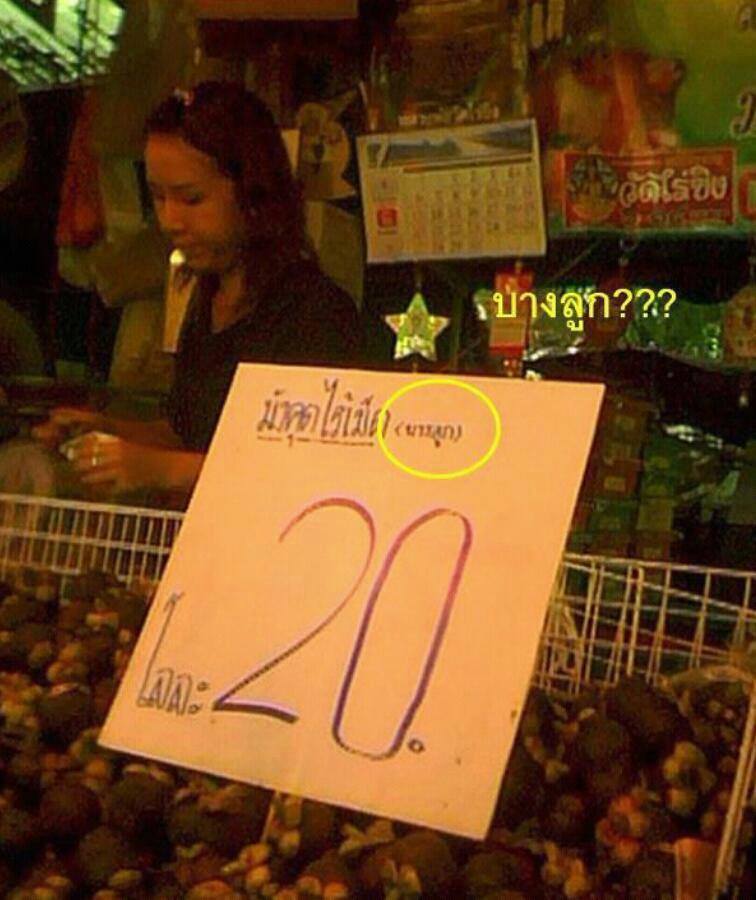 วัดไร่ขิง
บางลูก???
มังคุดไร้เม็ด (บางลูก)
โลละ 20.